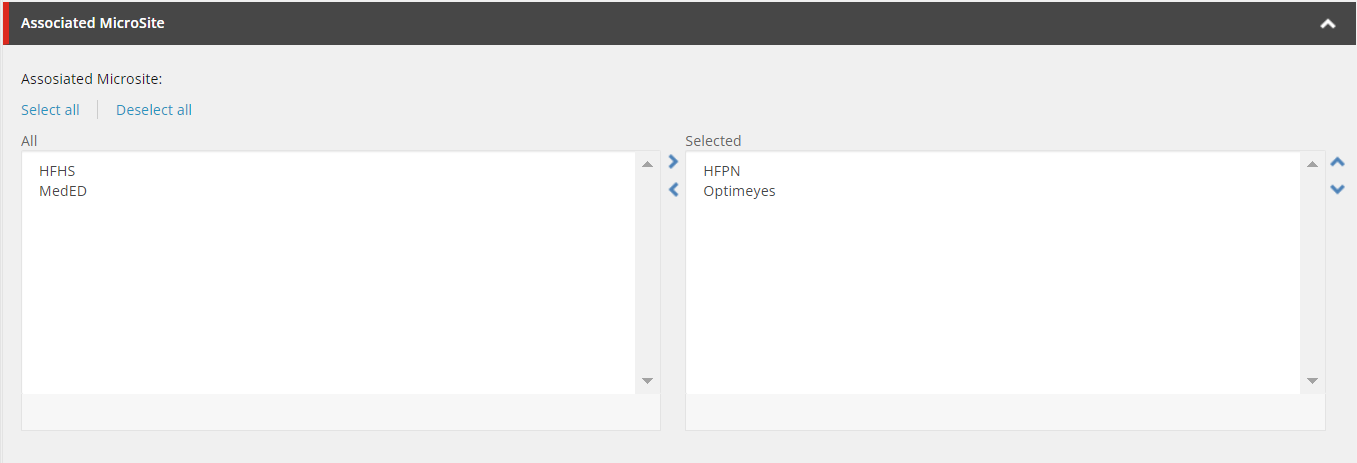 Associated MicroSite
Assosiated Microsite:
Select all
Deselect all
All
HFHS
MedED
Selected
HFPN
Optimeyes